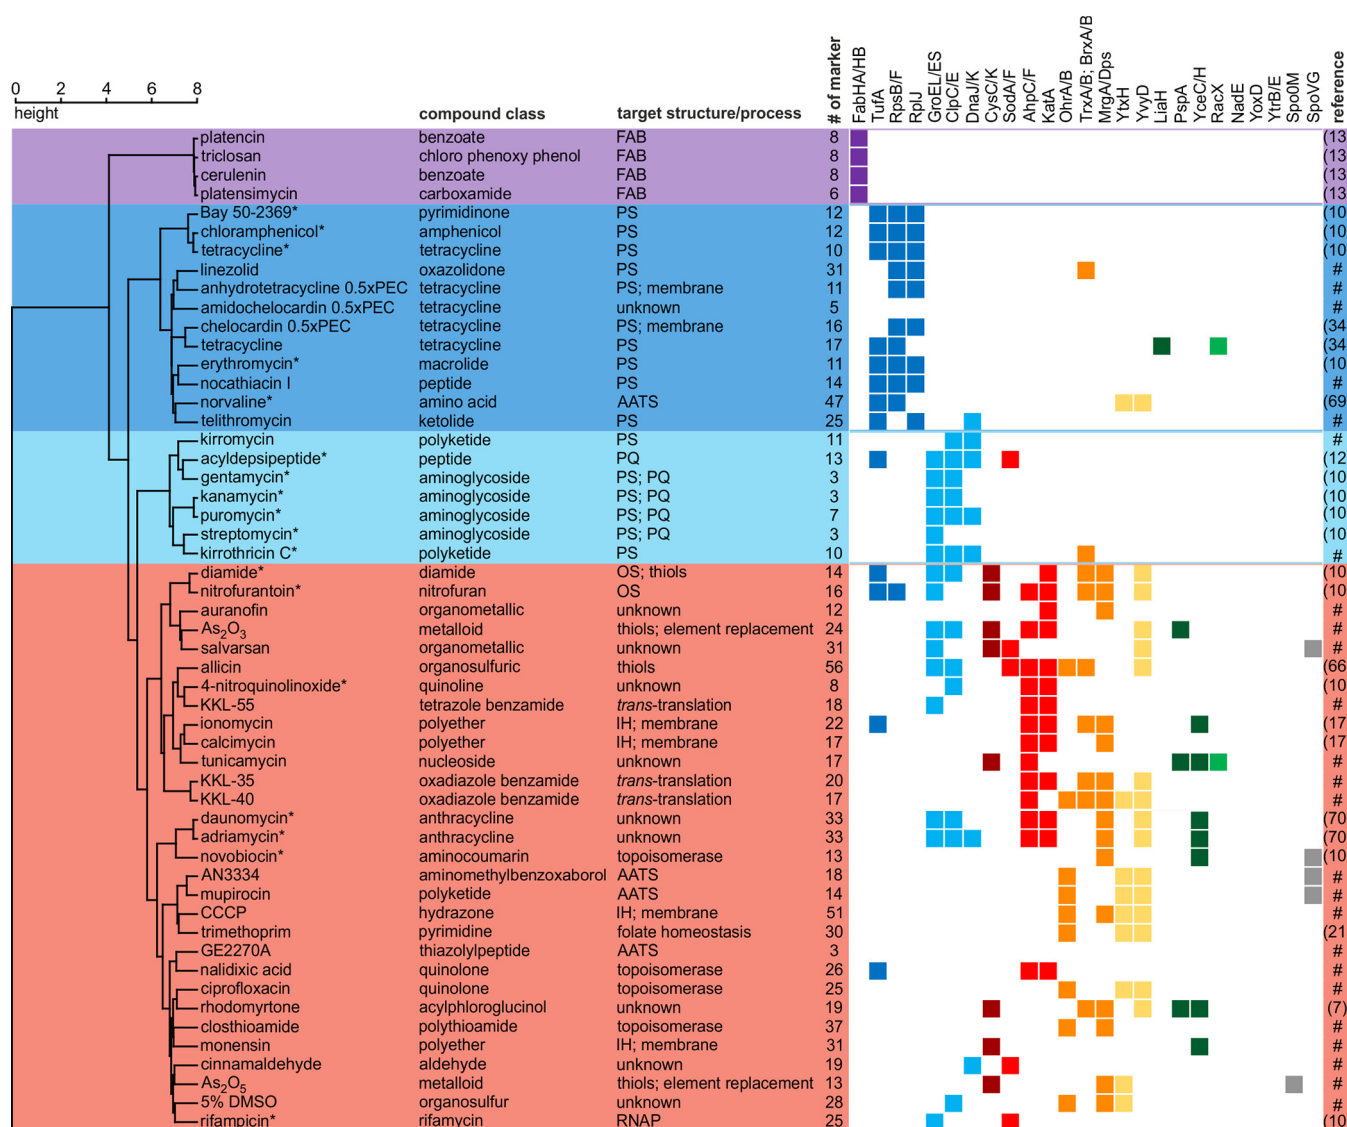 0 2 4 6 8
height
compound class target structure/process # of marker FabHA/HB TufA RpsB/F RplJ GroEL/ES ClpC/E DnaJ/K CysC/K SodA/F AhpC/F KatA OhrA/B TrxA/B; BrxA/B MrgA/Dps YtxH YvyD LiaH PspA YceC/H RacX NadE YoxD YtrB/E Spo0M SpoVG reference
platencin benzoate FAB 8 (13
triclosan chloro phenoxy phenol FAB 8 (13
cerulenin benzoate FAB 8 (13
platensimycin carboxamide FAB 6 (13
Bay 50-2369* pyrimidinone PS 12 (10
chloramphenicol* amphenicol PS 12 (10
tetracycline* tetracycline PS 10 (10
linezolid oxazolidone PS 31 #
anhydrotetracycline 0.5xPEC tetracycline PS; membrane 11 #
amidochelocardin 0.5xPEC tetracycline unknown 5 #
chelocardin 0.5xPEC tetracycline PS; membrane 16 (34
tetracycline tetracycline PS 17 (34
erythromycin* macrolide PS 11 (10
nocathiacin I peptide PS 14 #
norvaline* amino acid AATS 47 (69
telithromycin ketolide PS 25 #
kirromycin polyketide PS 11 #
acyldepsipeptide* peptide PQ 13 (12
gentamycin* aminoglycoside PS; PQ 3 (10
kanamycin* aminoglycoside PS; PQ 3 (10
puromycin* aminoglycoside PS; PQ 7 (10
streptomycin* aminoglycoside PS; PQ 3 (10
kirrothricin C* polyketide PS 10 #
diamide* diamide OS; thiols 14 (10
nitrofurantoin* nitrofuran OS 16 (10
auranofin organometallic unknown 12 #
As2O3 metalloid thiols; element replacement 24 #
salvarsan organometallic unknown 31 #
allicin organosulfuric thiols 56 (66
4-nitroquinolinoxide* quinoline unknown 8 (10
KKL-55 tetrazole benzamide trans-translation 18 #
ionomycin polyether IH; membrane 22 (17
calcimycin polyether IH; membrane 17 (17
tunicamycin nucleoside unknown 17 #
KKL-35 oxadiazole benzamide trans-translation 20 #
KKL-40 oxadiazole benzamide trans-translation 17 #
daunomycin* anthracycline unknown 33 (70
adriamycin* anthracycline unknown 33 (70
novobiocin* aminocoumarin topoisomerase 13 (10
AN3334 aminomethylbenzoxaborol AATS 18 #
mupirocin polyketide AATS 14 #
CCCP hydrazone IH; membrane 51 #
trimethoprim pyrimidine folate homeostasis 30 (21
GE2270A thiazolylpeptide AATS 3 #
nalidixic acid quinolone topoisomerase 26 #
ciprofloxacin quinolone topoisomerase 25 #
rhodomyrtone acylphloroglucinol unknown 19 (7)
closthioamide polythioamide topoisomerase 37 #
monensin polyether IH; membrane 31 #
cinnamaldehyde aldehyde unknown 19 #
As2O5 metalloid thiols; element replacement 13 #
5% DMSO organosulfur unknown 28 #
rifampicin* rifamycin RNAP 25 (10